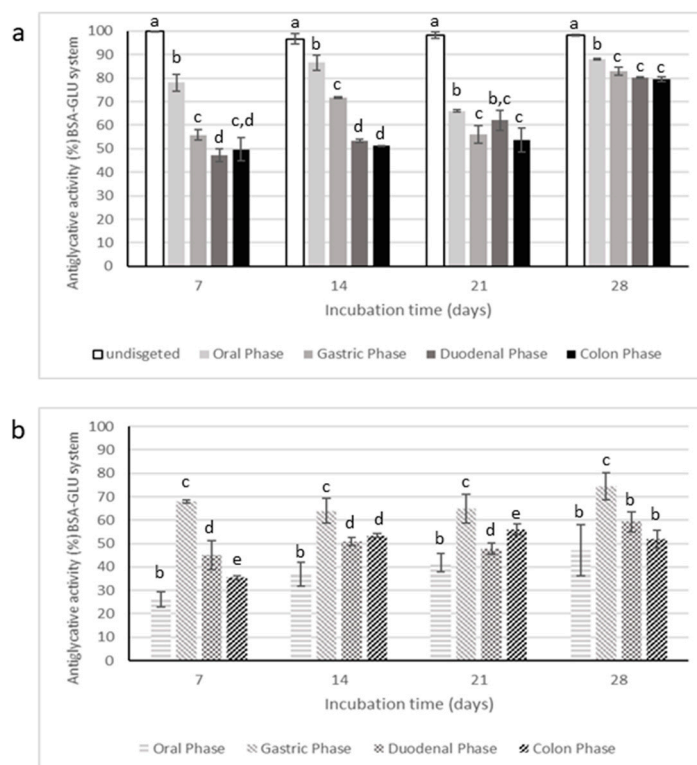 a
Antiglycative activity (%)BSA-GLU system
100
90
80
70
60
50
40
30
20
10
0
a b c d c,d
a b c d d
a b c b,c c
a b c c c
7 14 21 28
Incubation time (days)
undisgeted Oral Phase Gastric Phase Duodenal Phase Colon Phase
b
Antiglycative activity (%)BSA-GLU system
100
90
80
70
60
50
40
30
20
10
0
b c d e
b c d d
b c d e
b c b b
7 14 21 28
Incubation time (days)
Oral Phase Gastric Phase Duodenal Phase Colon Phase